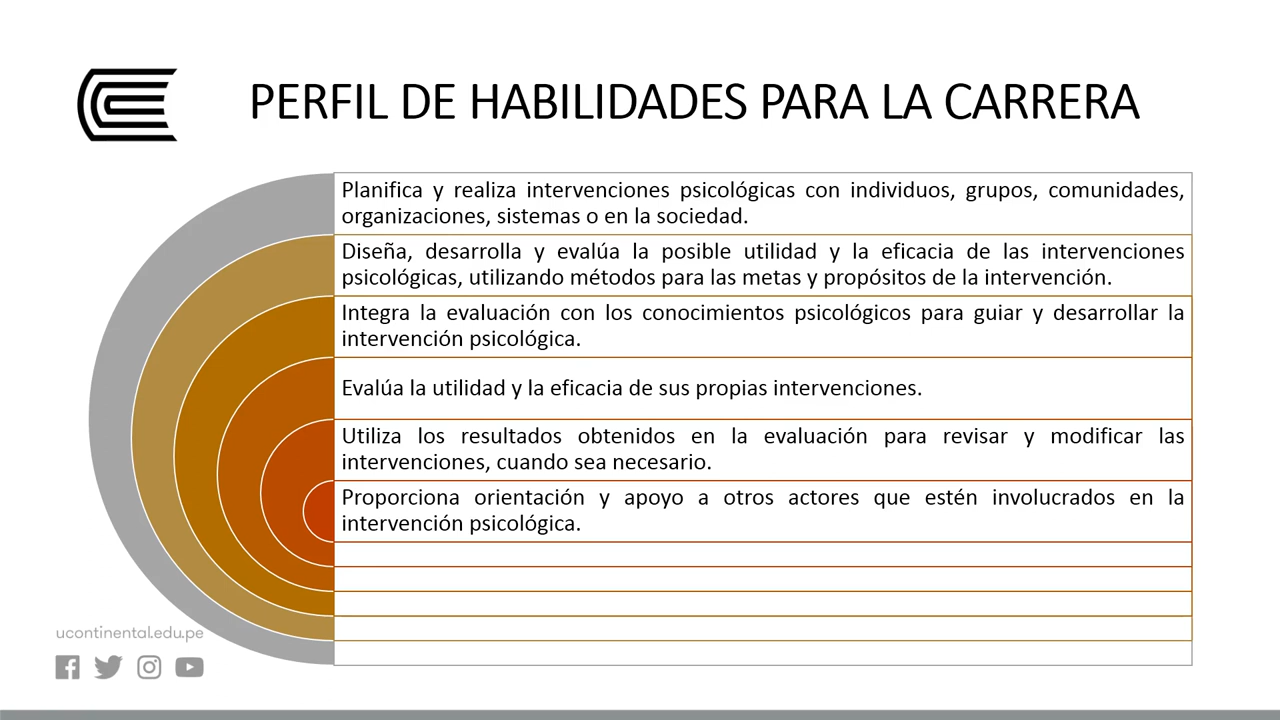 PERFIL DE HABILIDADES PARA LA CARRERA
Planifica y realiza intervenciones psicológicas con individuos, grupos, comunidades,
organizaciones, sistemas o en la sociedad.
Diseña, desarrolla y evalúa la posible utilidad y la eficacia de las intervenciones
psicológicas, utilizando métodos para las metas y propósitos de la intervención.
Integra la evaluación con los conocimientos psicológicos para guiar y desarrollar la
intervención psicológica.
Evalúa la utilidad y la eficacia de sus propias intervenciones.
Utiliza los resultados obtenidos en la evaluación para revisar y modificar las
intervenciones, cuando sea necesario.
Proporciona orientación y apoyo a otros actores que estén involucrados en la
intervención psicológica.
ucontinental.edu.pe